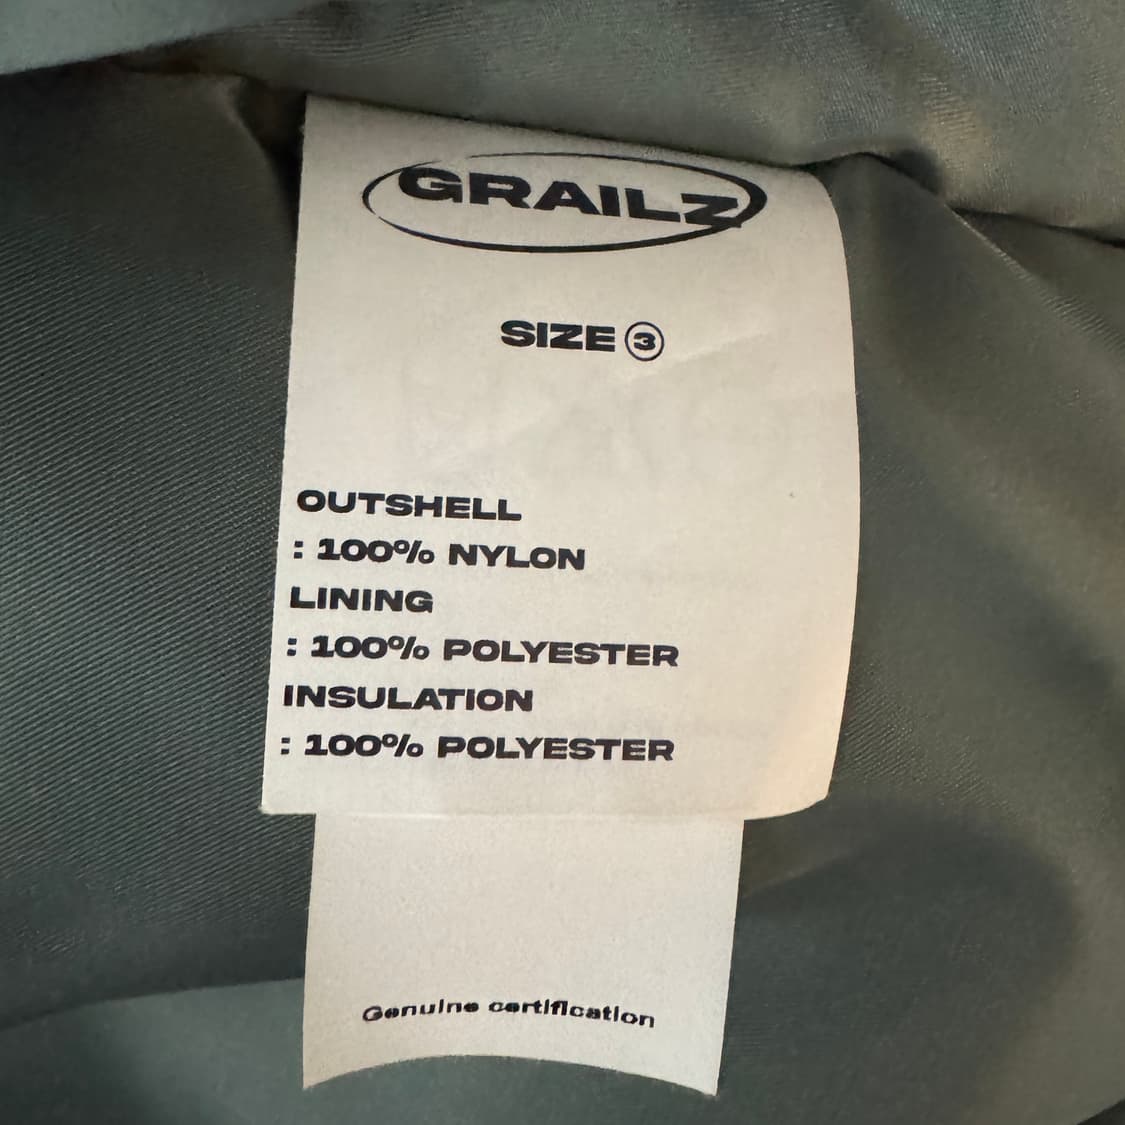 GRAILZ
SIZE ③
OUTSHELL
: 100% NYLON
LINING
: 100% POLYESTER
INSULATION
: 100% POLYESTER
Genuine certification